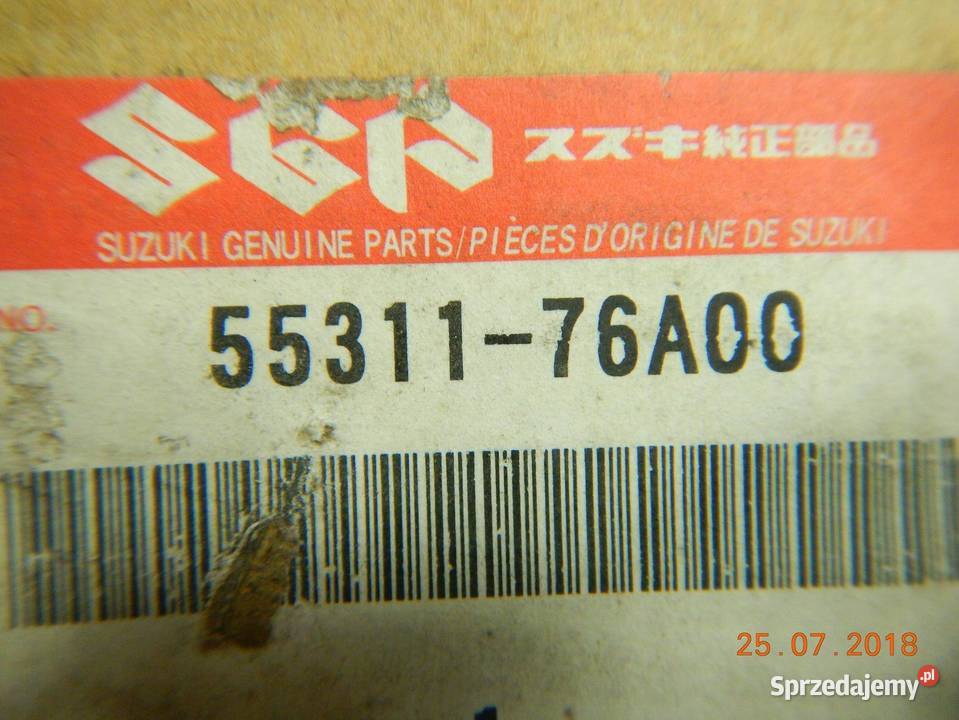 SGP スズキ純正部品
SUZUKI GENUINE PARTS/PIÈCES D'ORIGINE DE SUZUKI
NO.
55311-76A00
25.07.2018
Sprzedajemy.pl